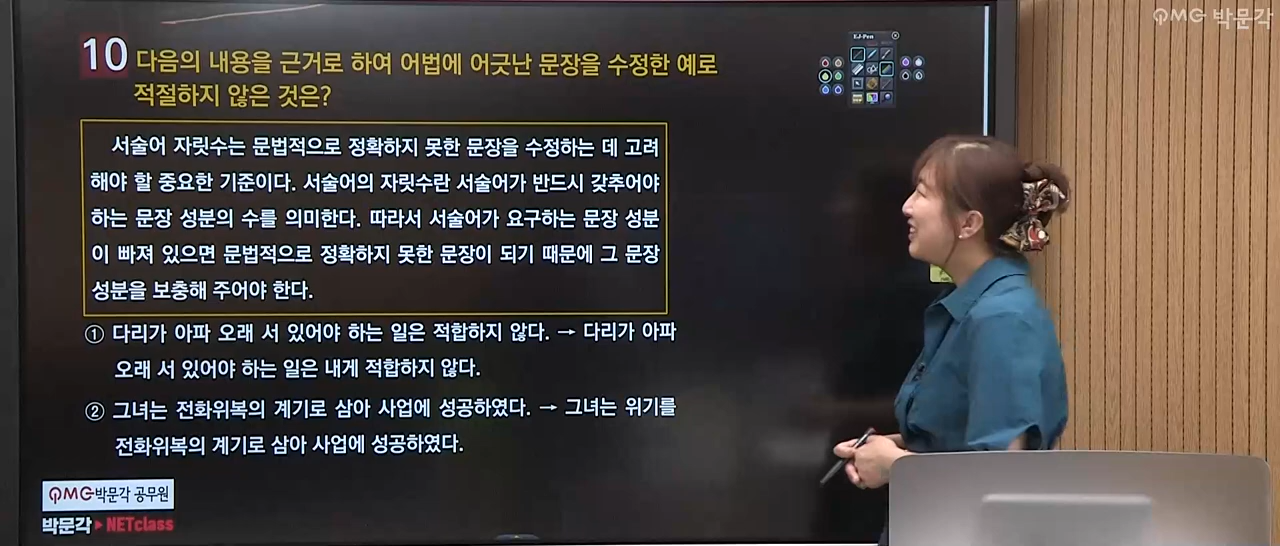 QMG 박문각
EJ-Pen
10 다음의 내용을 근거로 하여 어법에 어긋난 문장을 수정한 예로
적절하지 않은 것은?
서술어 자릿수는 문법적으로 정확하지 못한 문장을 수정하는 데 고려
해야 할 중요한 기준이다. 서술어의 자릿수란 서술어가 반드시 갖추어야
하는 문장 성분의 수를 의미한다. 따라서 서술어가 요구하는 문장 성분
이 빠져 있으면 문법적으로 정확하지 못한 문장이 되기 때문에 그 문장
성분을 보충해 주어야 한다.
① 다리가 아파 오래 서 있어야 하는 일은 적합하지 않다. → 다리가 아파
오래 서 있어야 하는 일은 내게 적합하지 않다.
② 그녀는 전화위복의 계기로 삼아 사업에 성공하였다. → 그녀는 위기를
전화위복의 계기로 삼아 사업에 성공하였다.
QMG박문각 공무원
박문각 ▶ NETclass